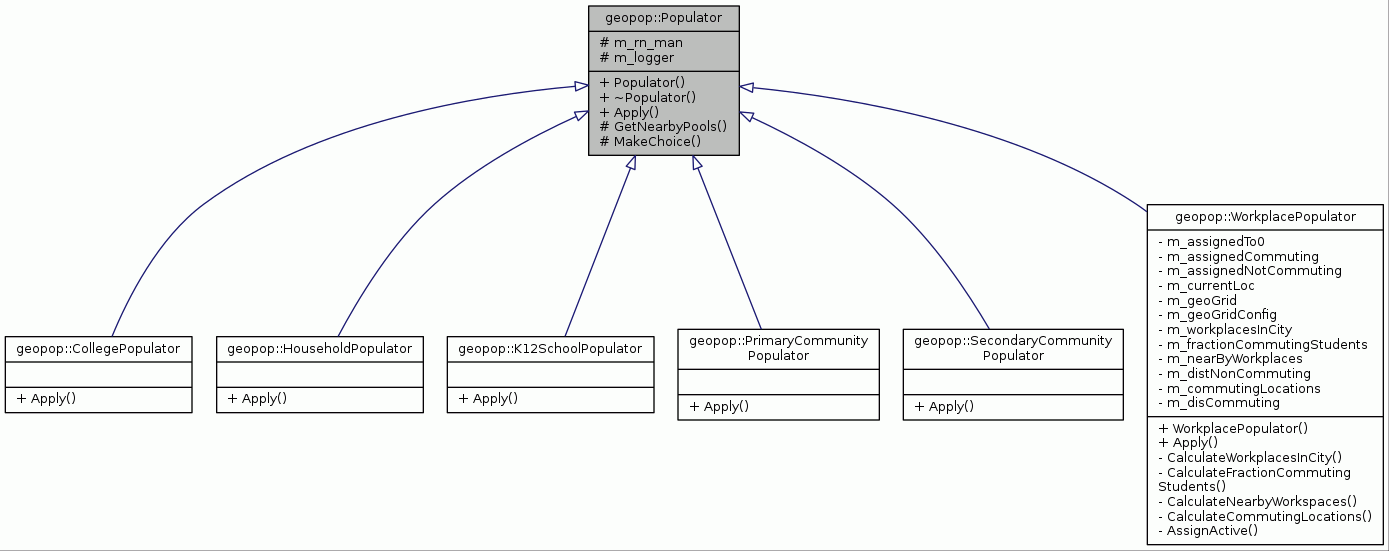 geopop::Populator
# m_rn_man
# m_logger
+ Populator()
+ ~Populator()
+ Apply()
# GetNearbyPools()
# MakeChoice()
geopop::CollegePopulator
+ Apply()
geopop::HouseholdPopulator
+ Apply()
geopop::K12SchoolPopulator
+ Apply()
geopop::PrimaryCommunity
Populator
+ Apply()
geopop::SecondaryCommunity
Populator
+ Apply()
geopop::WorkplacePopulator
- m_assignedTo0
- m_assignedCommuting
- m_assignedNotCommuting
- m_currentLoc
- m_geoGrid
- m_geoGridConfig
- m_workplacesInCity
- m_fractionCommutingStudents
- m_nearByWorkplaces
- m_distNonCommuting
- m_commutingLocations
- m_disCommuting
+ WorkplacePopulator()
+ Apply()
- CalculateWorkplacesInCity()
- CalculateFractionCommuting
Students()
- CalculateNearbyWorkspaces()
- CalculateCommutingLocations()
- AssignActive()